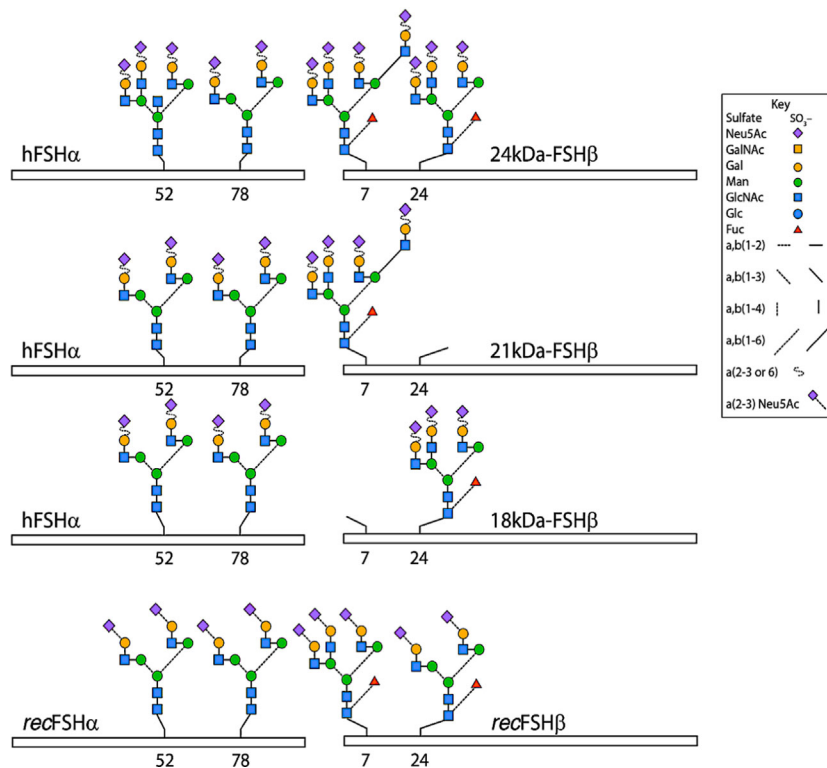 hFSHα
24kDa-FSHβ
52 78 7 24
hFSHα
21kDa-FSHβ
52 78 7 24
hFSHα
18kDa-FSHβ
52 78 7 24
recFSHα
recFSHβ
52 78 7 24
Key
Sulfate SO₃–
Neu5Ac
GalNAc
Gal
Man
GlcNAc
Glc
Fuc
a,b(1-2)
a,b(1-3)
a,b(1-4)
a,b(1-6)
a(2-3 or 6)
a(2-3) Neu5Ac